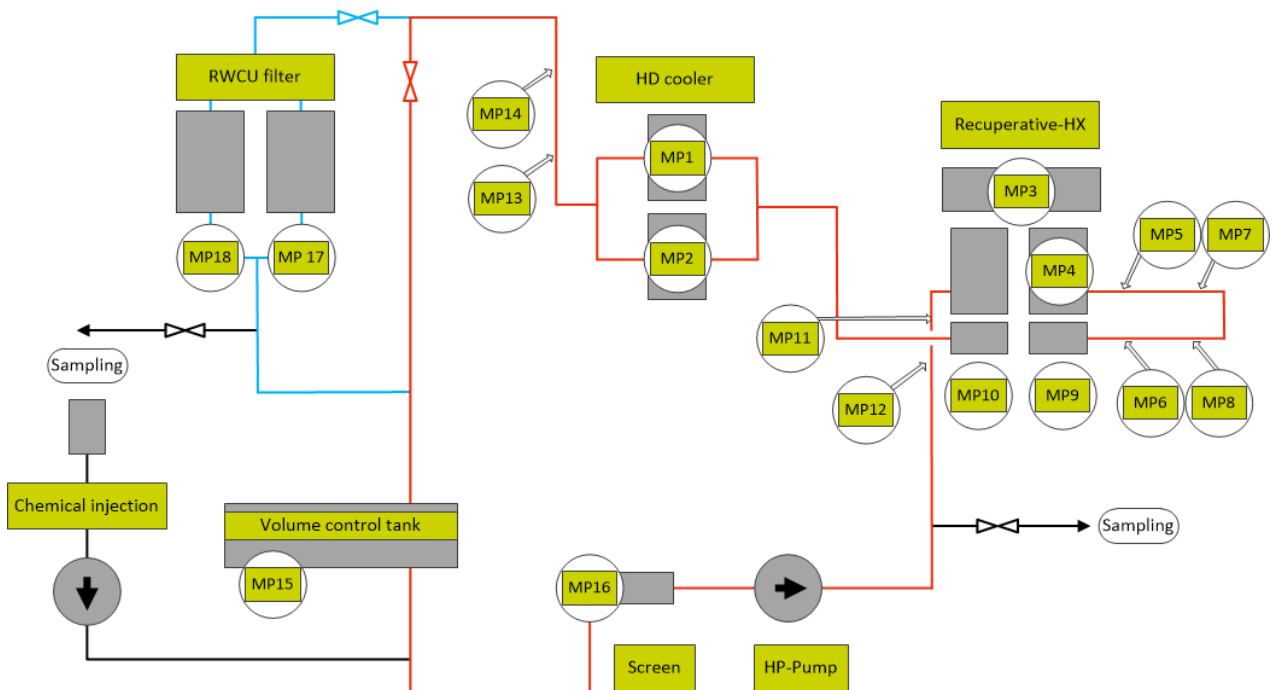 RWCU filter
HD cooler
MP14
MP1
Recuperative-HX
MP13
MP3
MP18
MP 17
MP2
MP4
MP5
MP7
MP11
Sampling
MP12
MP10
MP9
MP6
MP8
Chemical injection
Volume control tank
Sampling
MP15
MP16
Screen
HP-Pump